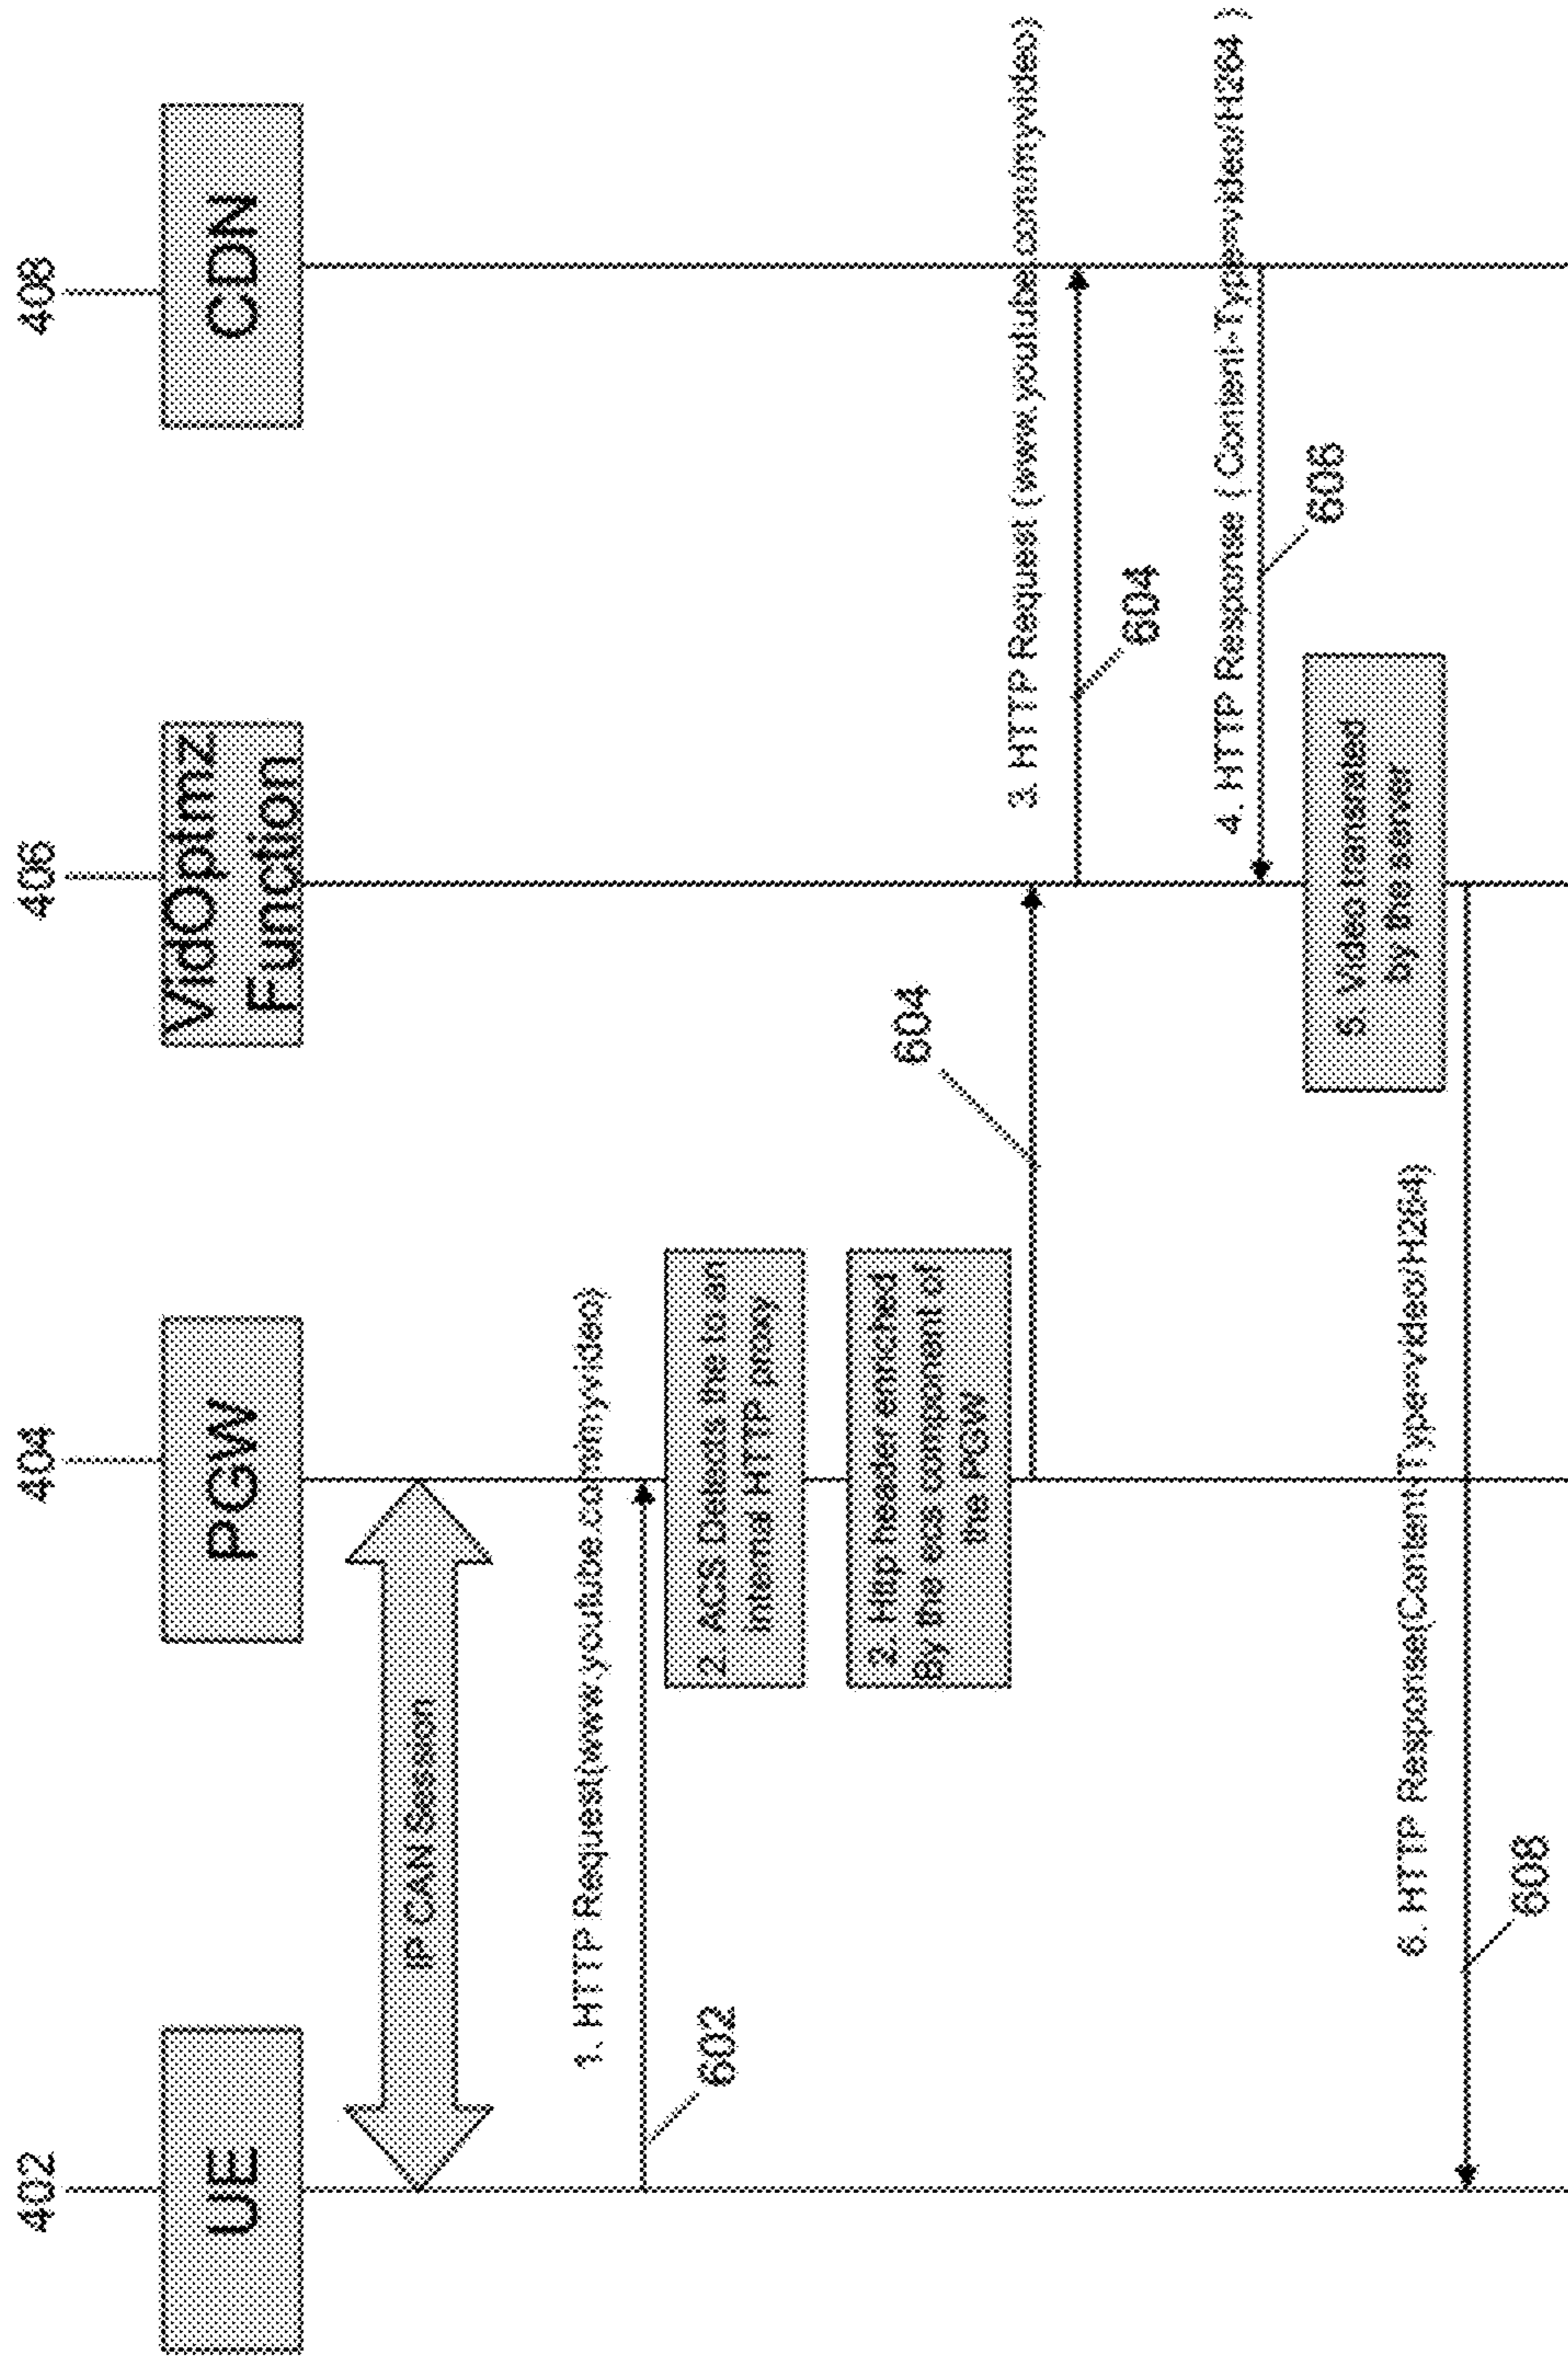 402
404
406
408
UE
PGW
VidOptmz
Function
CDN
IP CAN Session
1. HTTP Request(www.youtube.com/myvideo)
602
2. ACS Detects the to an
internal HTTP proxy
2. Http header enriched
By the ecs component of
the PGW
604
3. HTTP Request (www.youtube.com/myvideo)
604
4. HTTP Response ( Content-Type=video/H264 )
606
5. Video transrated
by the server
6. HTTP Response(Content-Type=video/H264)
608